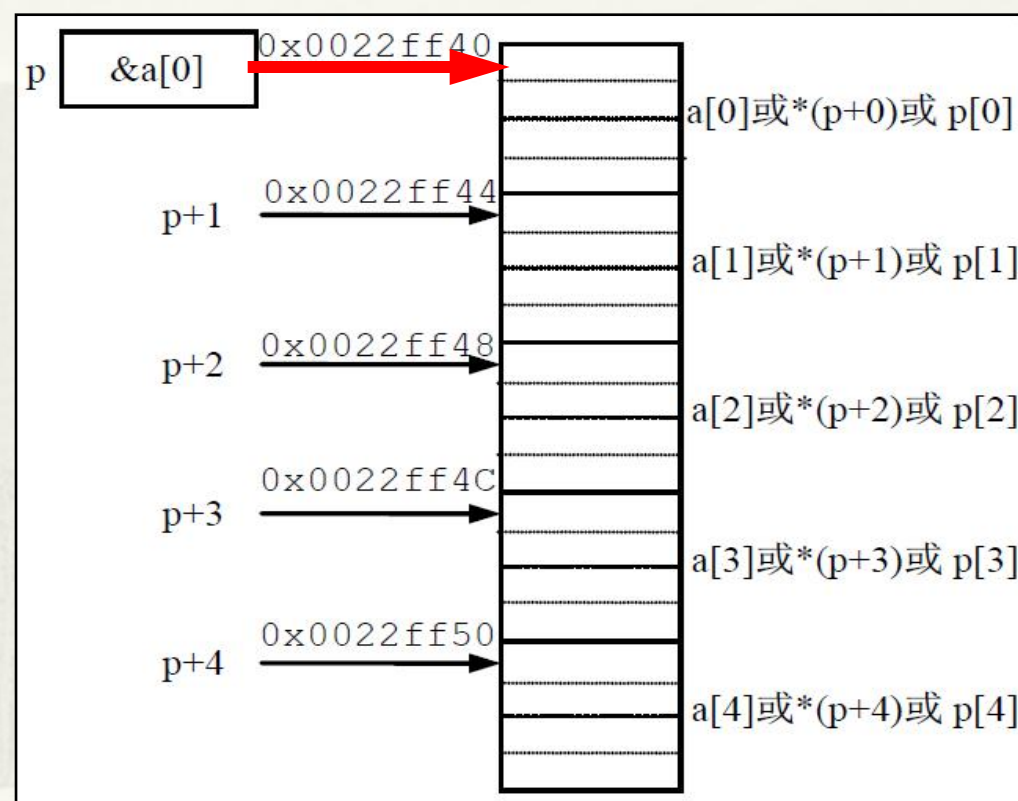 p &a[0] 0x0022ff40
a[0]或*(p+0)或 p[0]
p+1 0x0022ff44
a[1]或*(p+1)或 p[1]
p+2 0x0022ff48
a[2]或*(p+2)或 p[2]
p+3 0x0022ff4C
a[3]或*(p+3)或 p[3]
p+4 0x0022ff50
a[4]或*(p+4)或 p[4]